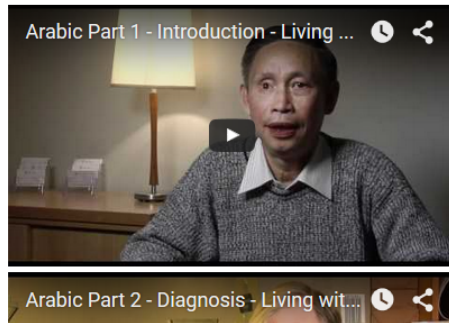 Arabic Part 1 - Introduction - Living ...
Arabic Part 2 - Diagnosis - Living wit...